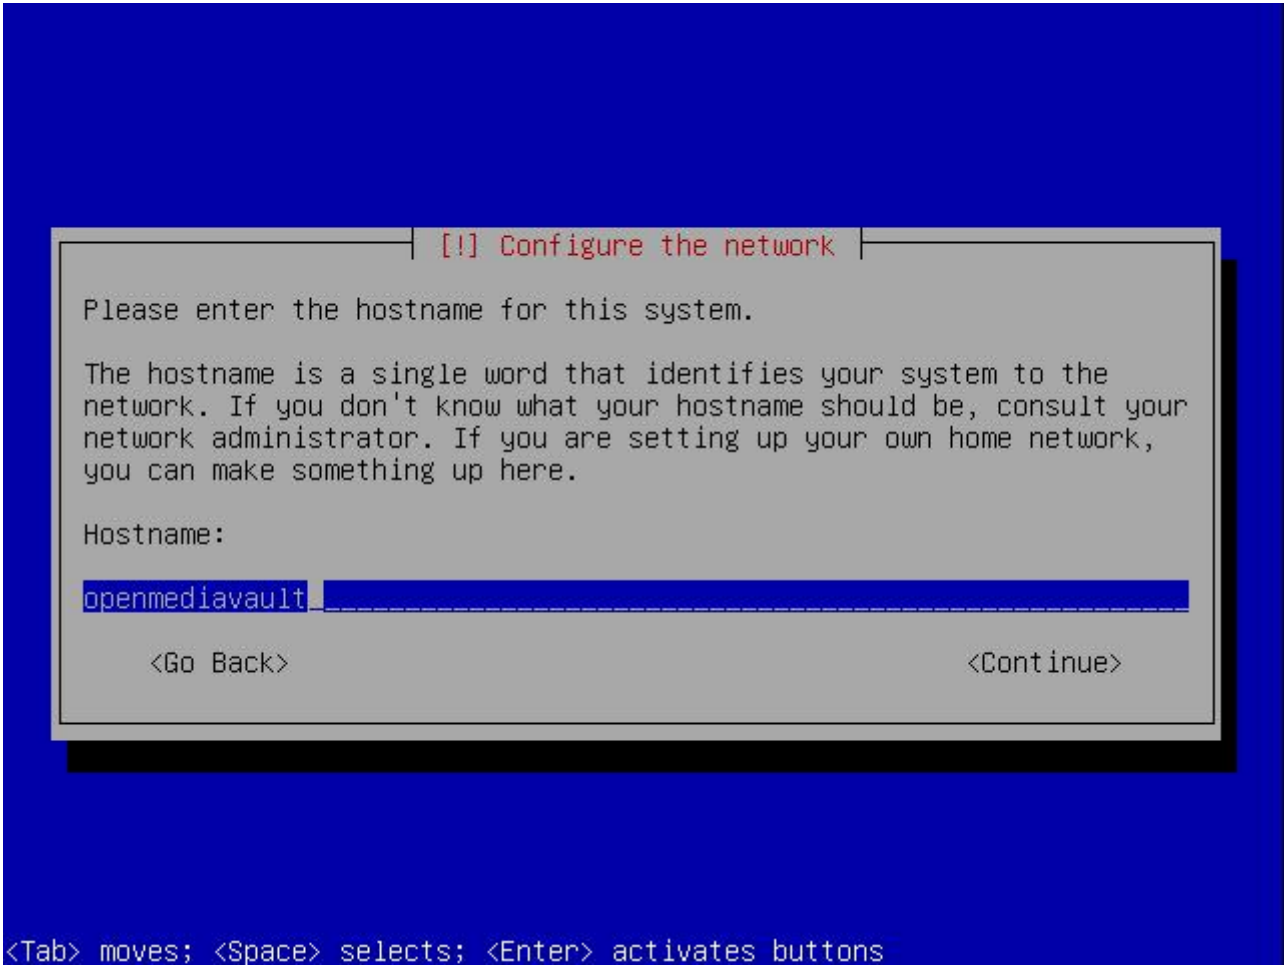 [!] Configure the network
Please enter the hostname for this system.
The hostname is a single word that identifies your system to the
network. If you don't know what your hostname should be, consult your
network administrator. If you are setting up your own home network,
you can make something up here.
Hostname:
openmediavault
<Go Back> <Continue>
<Tab> moves; <Space> selects; <Enter> activates buttons